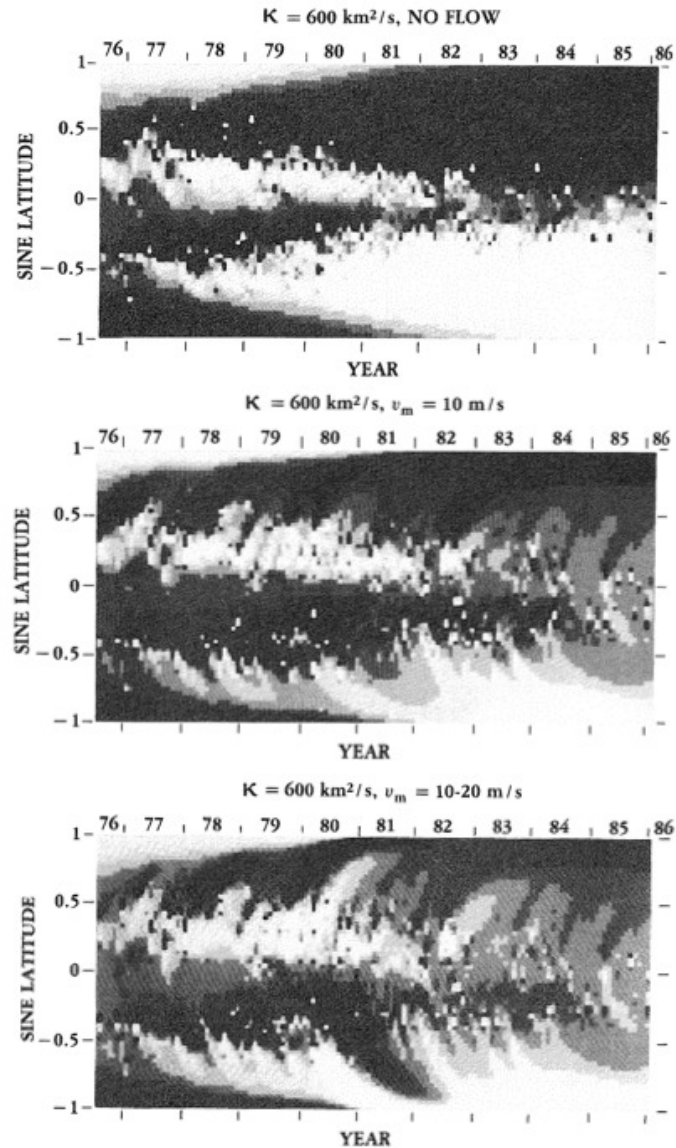 K = 600 km²/s, NO FLOW
76 77 78 79 80 81 82 83 84 85 86
1
0.5
0
−0.5
−1
SINE LATITUDE
YEAR
K = 600 km²/s, vₘ = 10 m/s
76 77 78 79 80 81 82 83 84 85 86
1
0.5
0
−0.5
−1
SINE LATITUDE
YEAR
K = 600 km²/s, vₘ = 10-20 m/s
76 77 78 79 80 81 82 83 84 85 86
1
0.5
0
−0.5
−1
SINE LATITUDE
YEAR